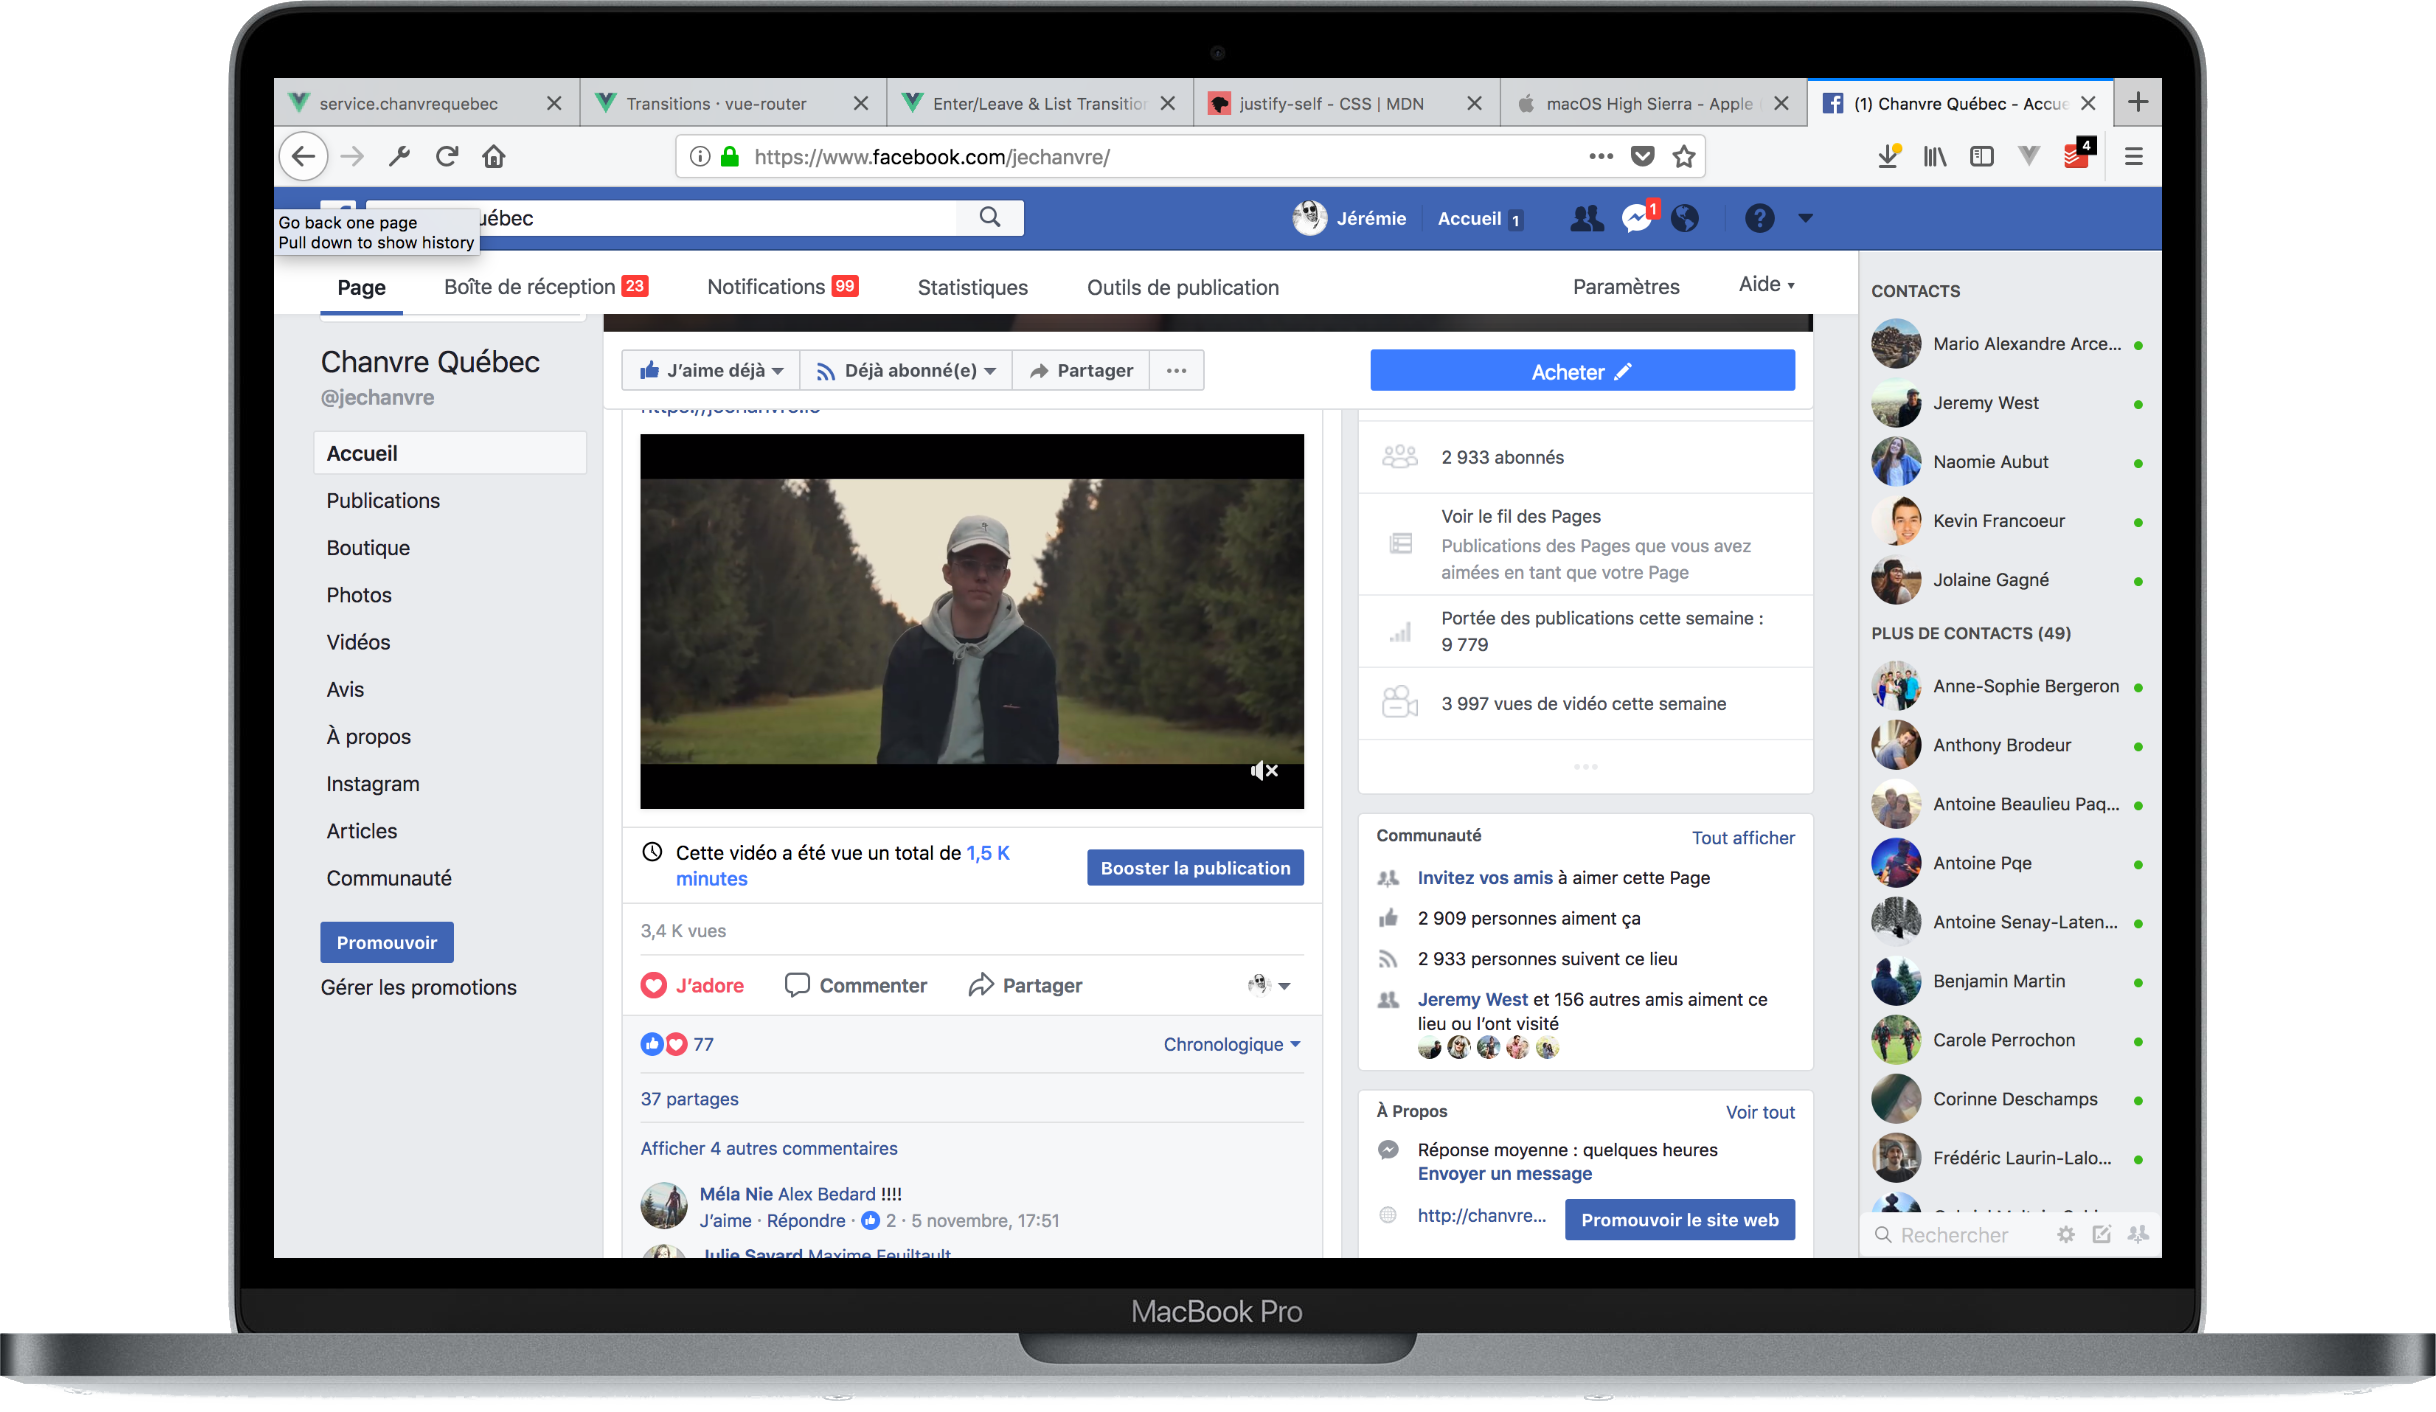 service.chanvrequebec
Transitions · vue-router
Enter/Leave & List Transition
justify-self - CSS | MDN
macOS High Sierra - Apple
(1) Chanvre Québec - Accue
https://www.facebook.com/jechanvre/
4
Go back one page
Pull down to show history
uébec
Jérémie
Accueil 1
1
Page
Boîte de réception 23
Notifications 99
Statistiques
Outils de publication
Paramètres
Aide
Chanvre Québec
@jechanvre
Accueil
Publications
Boutique
Photos
Vidéos
Avis
À propos
Instagram
Articles
Communauté
Promouvoir
Gérer les promotions
J'aime déjà
Déjà abonné(e)
Partager
Acheter
Cette vidéo a été vue un total de 1,5 K
minutes
Booster la publication
3,4 K vues
J'adore
Commenter
Partager
77
Chronologique
37 partages
Afficher 4 autres commentaires
Méla Nie Alex Bedard !!!!
J'aime · Répondre · 2 · 5 novembre, 17:51
Julie Savard Maxime Feuiltault
2 933 abonnés
Voir le fil des Pages
Publications des Pages que vous avez
aimées en tant que votre Page
Portée des publications cette semaine :
9 779
3 997 vues de vidéo cette semaine
Communauté
Tout afficher
Invitez vos amis à aimer cette Page
2 909 personnes aiment ça
2 933 personnes suivent ce lieu
Jeremy West et 156 autres amis aiment ce
lieu ou l'ont visité
À Propos
Voir tout
Réponse moyenne : quelques heures
Envoyer un message
http://chanvre...
Promouvoir le site web
CONTACTS
Mario Alexandre Arce...
Jeremy West
Naomie Aubut
Kevin Francoeur
Jolaine Gagné
PLUS DE CONTACTS (49)
Anne-Sophie Bergeron
Anthony Brodeur
Antoine Beaulieu Paq...
Antoine Pqe
Antoine Senay-Laten...
Benjamin Martin
Carole Perrochon
Corinne Deschamps
Frédéric Laurin-Lalo...
Rechercher
MacBook Pro